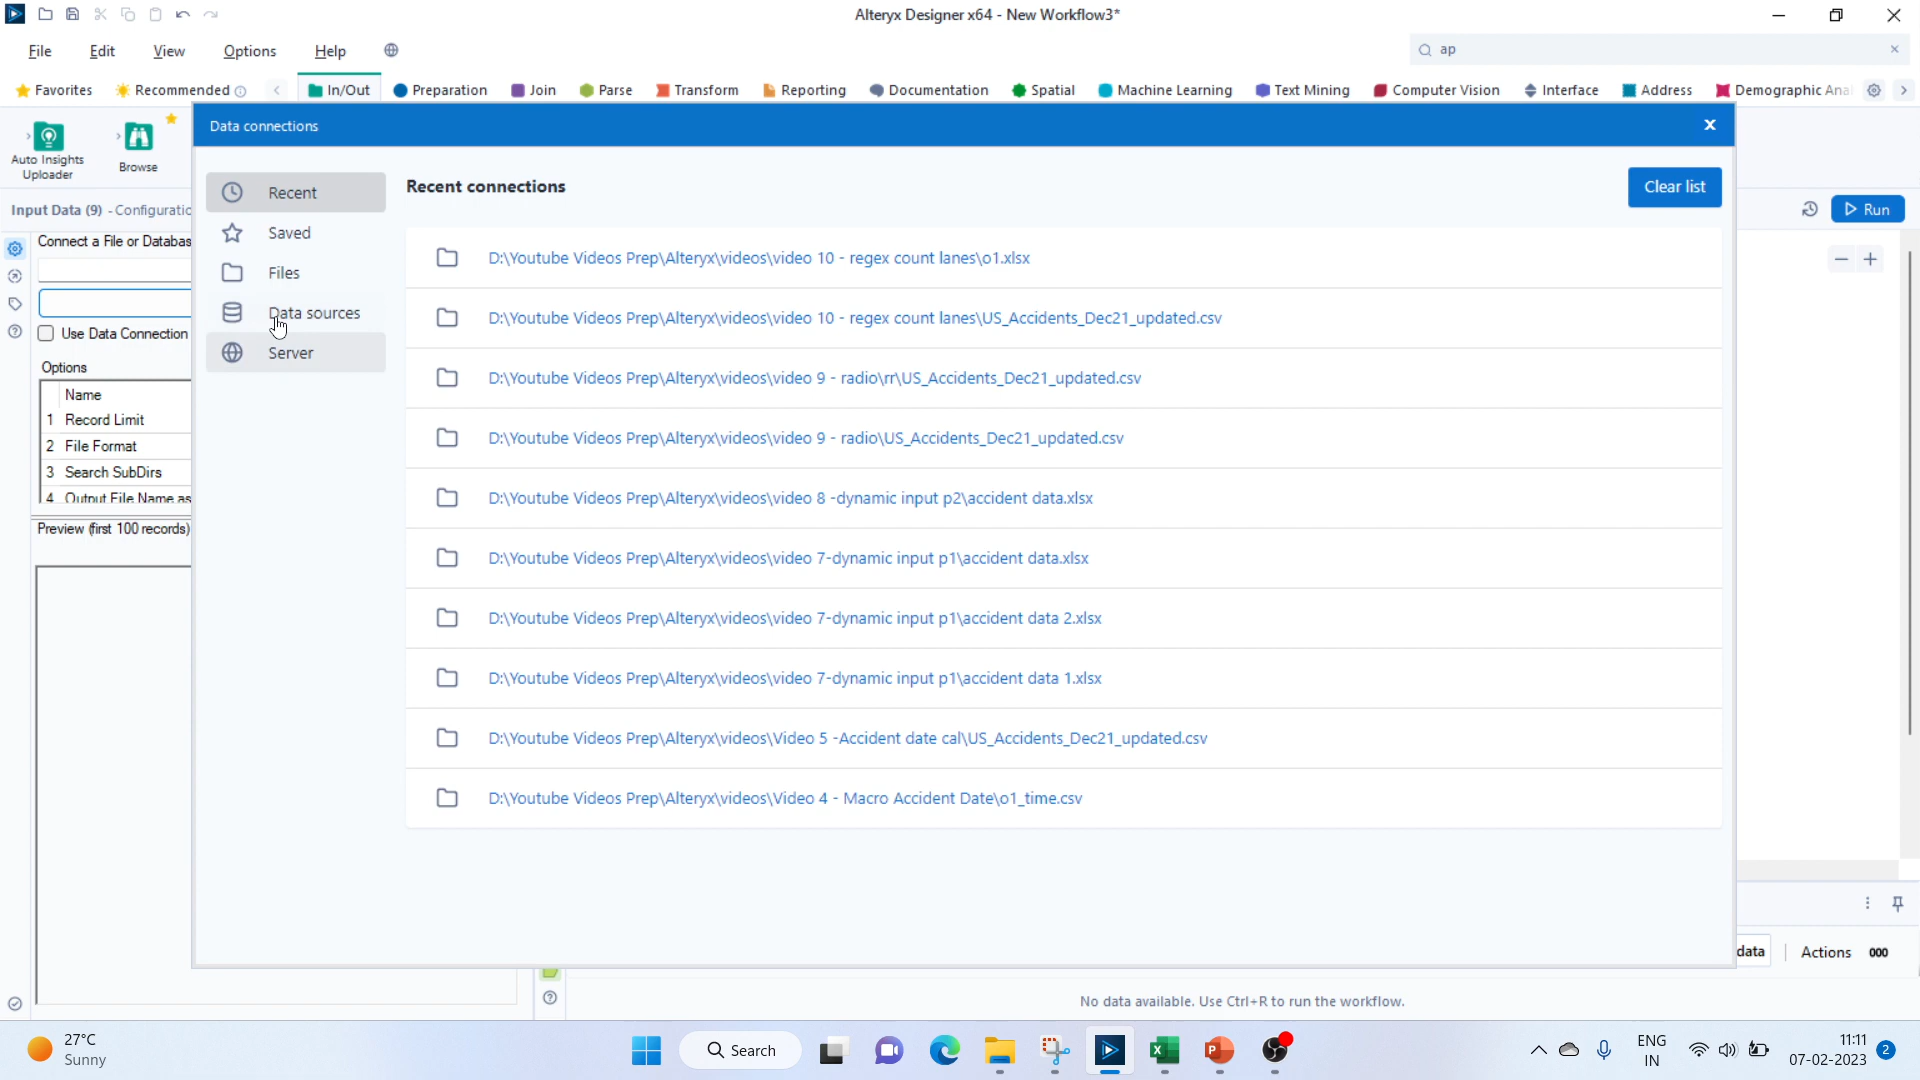 Alteryx Designer x64 - New Workflow3*
File Edit View Options Help
ap
Favorites Recommended In/Out Preparation Join Parse Transform Reporting Documentation Spatial Machine Learning Text Mining Computer Vision Interface Address Demographic Ana
Auto Insights
Uploader
Browse
Data connections
Input Data (9) - Configuratio
Run
Connect a File or Databas
Use Data Connection
Options
Name
1 Record Limit
2 File Format
3 Search SubDirs
4 Output File Name as
Preview (first 100 records)
Recent
Saved
Files
Data sources
Server
Recent connections
Clear list
D:\Youtube Videos Prep\Alteryx\videos\video 10 - regex count lanes\o1.xlsx
D:\Youtube Videos Prep\Alteryx\videos\video 10 - regex count lanes\US_Accidents_Dec21_updated.csv
D:\Youtube Videos Prep\Alteryx\videos\video 9 - radio\rr\US_Accidents_Dec21_updated.csv
D:\Youtube Videos Prep\Alteryx\videos\video 9 - radio\US_Accidents_Dec21_updated.csv
D:\Youtube Videos Prep\Alteryx\videos\video 8 -dynamic input p2\accident data.xlsx
D:\Youtube Videos Prep\Alteryx\videos\video 7-dynamic input p1\accident data.xlsx
D:\Youtube Videos Prep\Alteryx\videos\video 7-dynamic input p1\accident data 2.xlsx
D:\Youtube Videos Prep\Alteryx\videos\video 7-dynamic input p1\accident data 1.xlsx
D:\Youtube Videos Prep\Alteryx\videos\Video 5 -Accident date cal\US_Accidents_Dec21_updated.csv
D:\Youtube Videos Prep\Alteryx\videos\Video 4 - Macro Accident Date\o1_time.csv
data Actions 000
No data available. Use Ctrl+R to run the workflow.
27°C
Sunny
Search
ENG
IN
11:11
07-02-2023
2